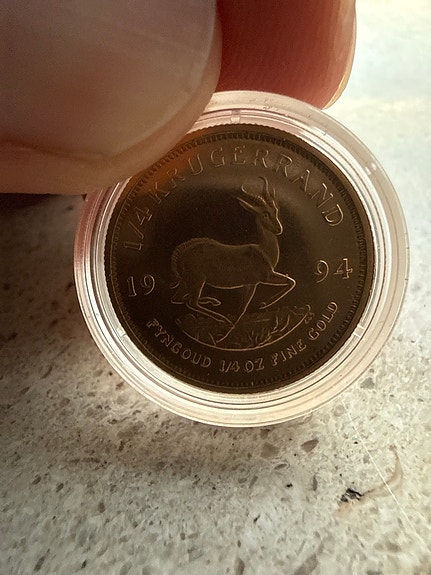 1/4 KRUGERRAND
19 94
FYNGOUD 1/4 OZ FINE GOLD